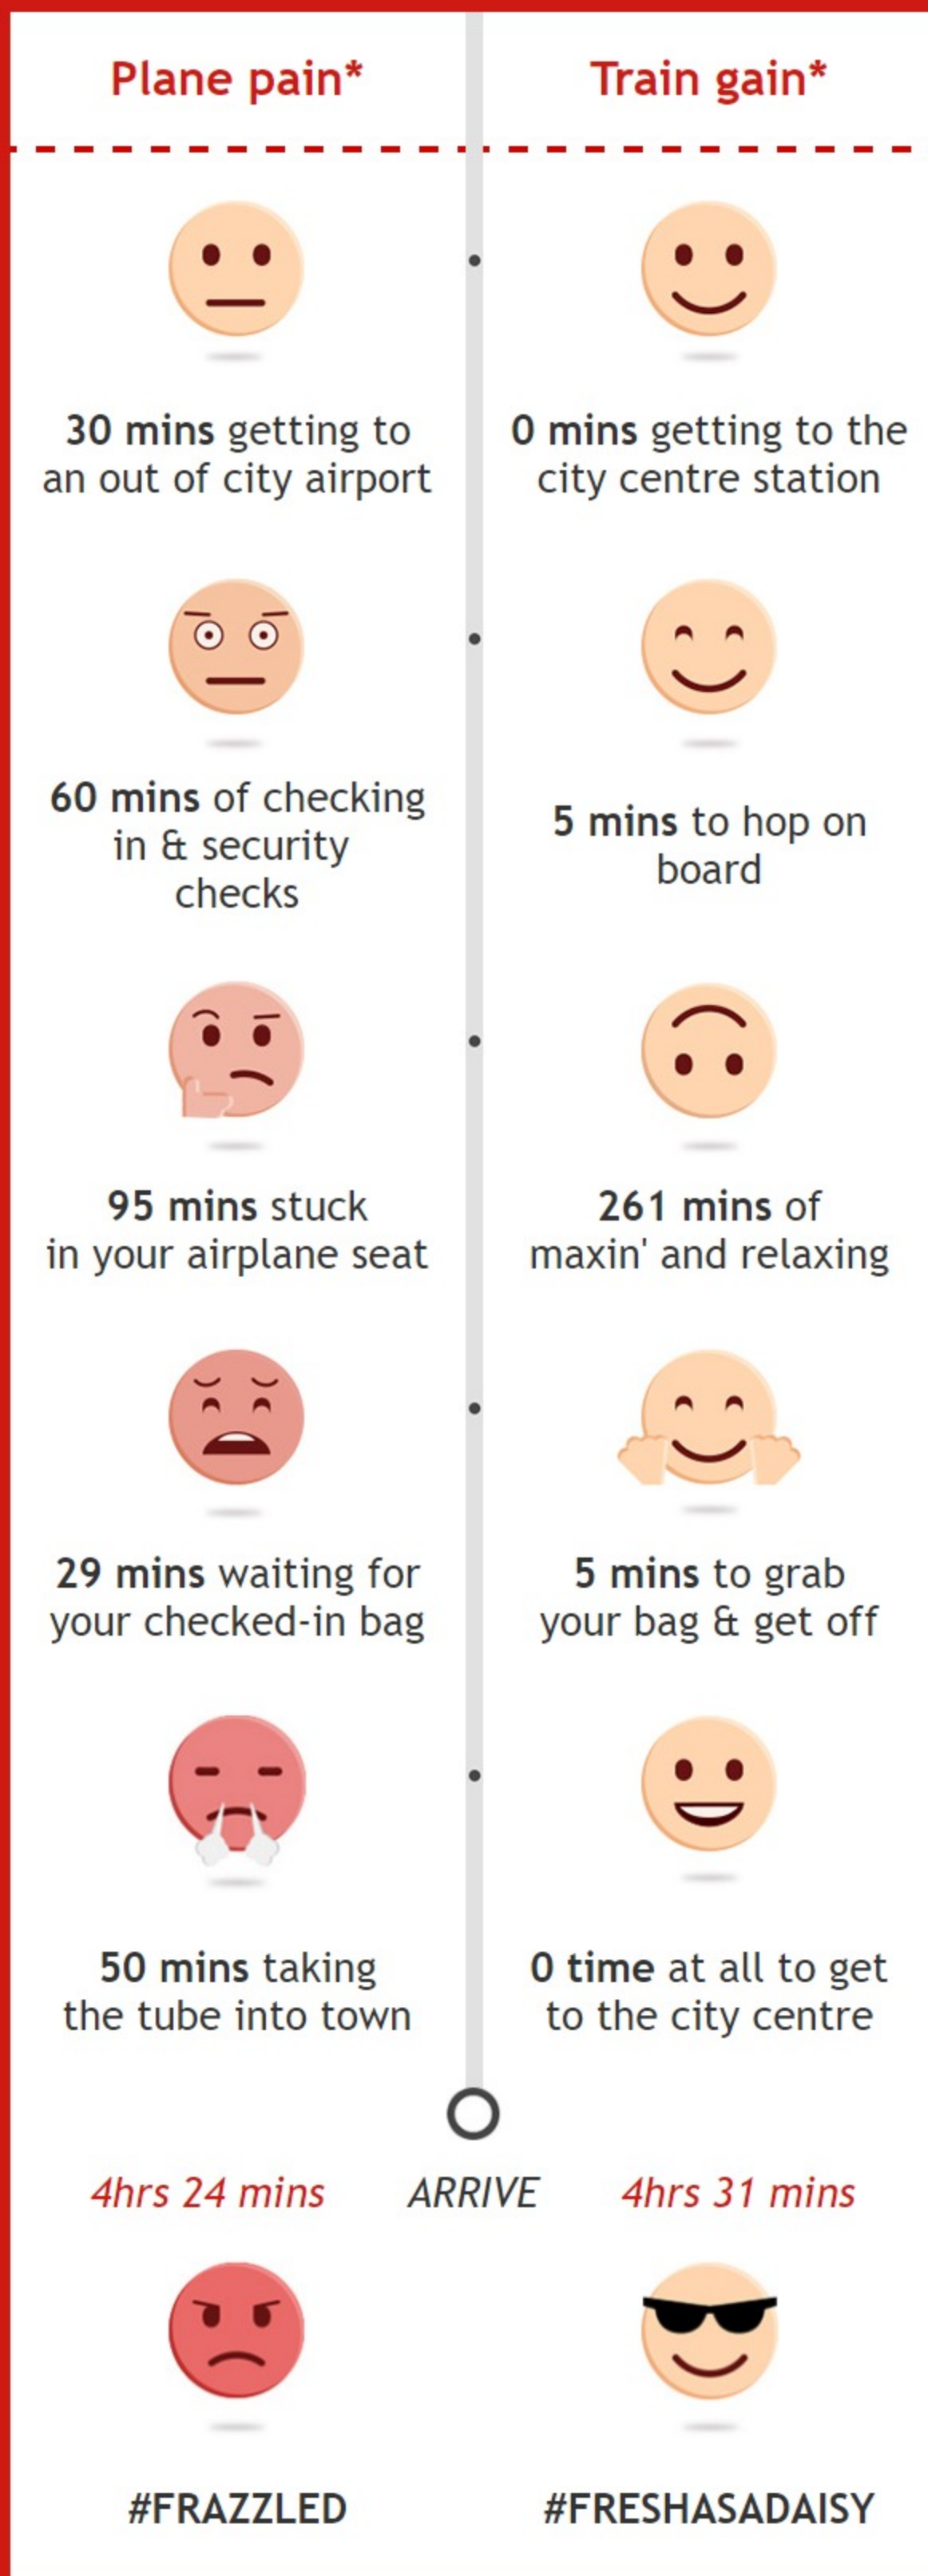 Plane pain*
Train gain*
30 mins getting to
an out of city airport
0 mins getting to the
city centre station
60 mins of checking
in & security
checks
5 mins to hop on
board
95 mins stuck
in your airplane seat
261 mins of
maxin' and relaxing
29 mins waiting for
your checked-in bag
5 mins to grab
your bag & get off
50 mins taking
the tube into town
0 time at all to get
to the city centre
4hrs 24 mins
ARRIVE
4hrs 31 mins
#FRAZZLED
#FRESHASADAISY